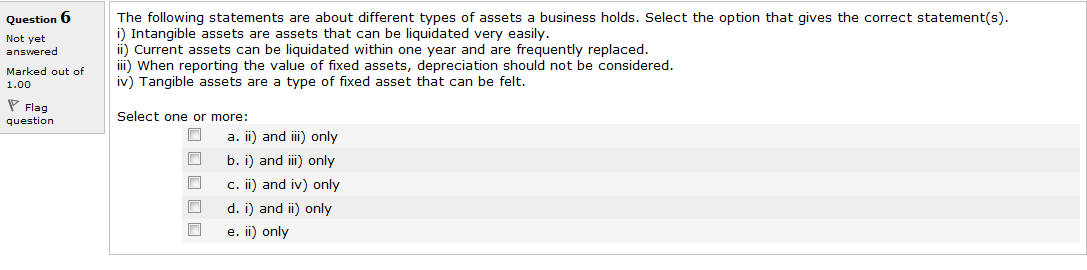 Question 6
Not yet
answered
Marked out of
1.00
Flag
question
The following statements are about different types of assets a business holds. Select the option that gives the correct statement(s).
i) Intangible assets are assets that can be liquidated very easily.
ii) Current assets can be liquidated within one year and are frequently replaced.
iii) When reporting the value of fixed assets, depreciation should not be considered.
iv) Tangible assets are a type of fixed asset that can be felt.
Select one or more:
a. ii) and iii) only
b. i) and iii) only
c. ii) and iv) only
d. i) and ii) only
e. ii) only